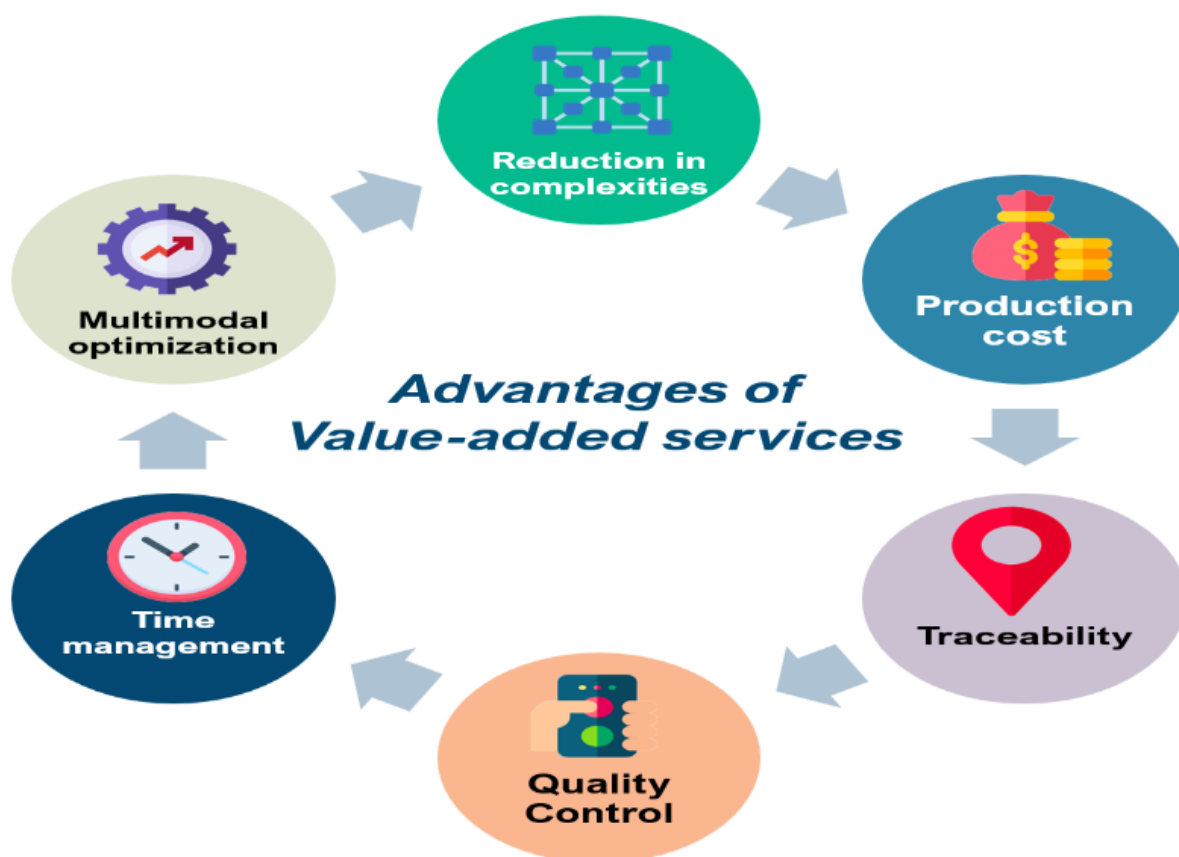 Reduction in
complexities
Production
cost
Traceability
Quality
Control
Time
management
Multimodal
optimization
Advantages of
Value-added services